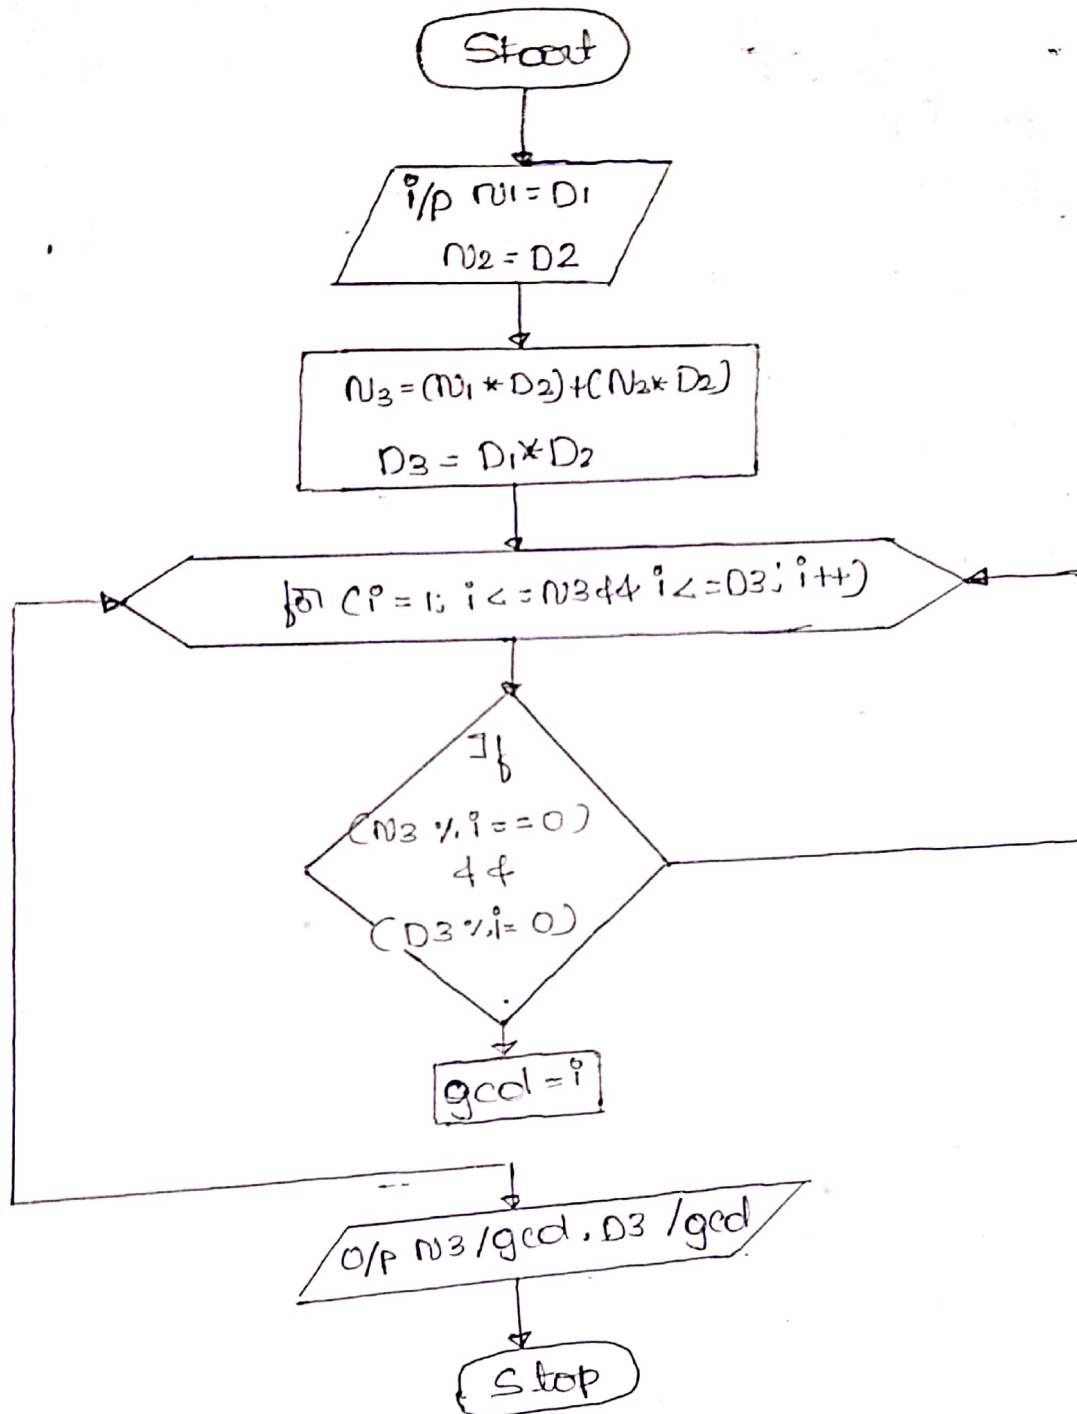 Start
i/p N1 = D1
N2 = D2
N3 = (N1 * D2) + (N2 * D2)
D3 = D1 * D2
for (i = 1; i <= N3 && i <= D3; i++)
If
(N3 % i == 0)
&&
(D3 % i = 0)
gcd = i
O/p N3 /gcd, D3 /gcd
Stop